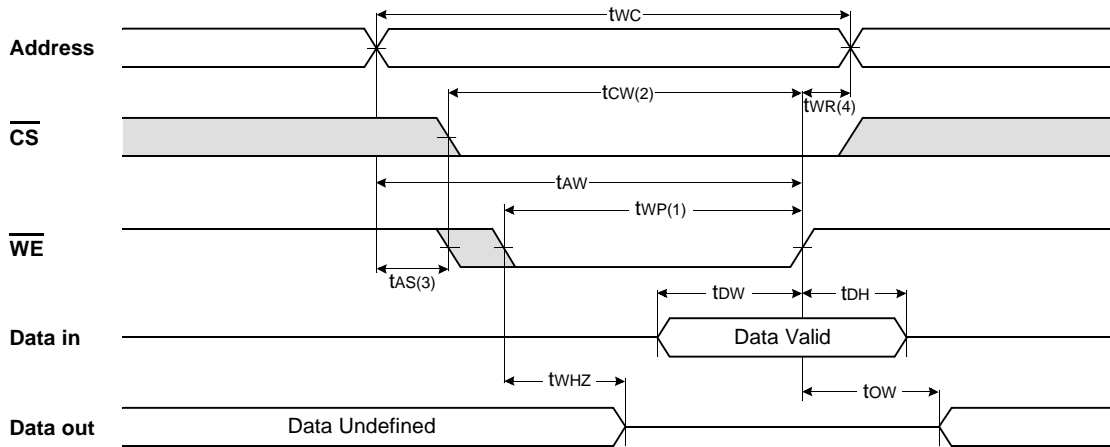 tWC
Address
tCW(2)
tWR(4)
CS
tAW
tWP(1)
WE
tAS(3)
tDW
tDH
Data in
Data Valid
tWHZ
tOW
Data out
Data Undefined